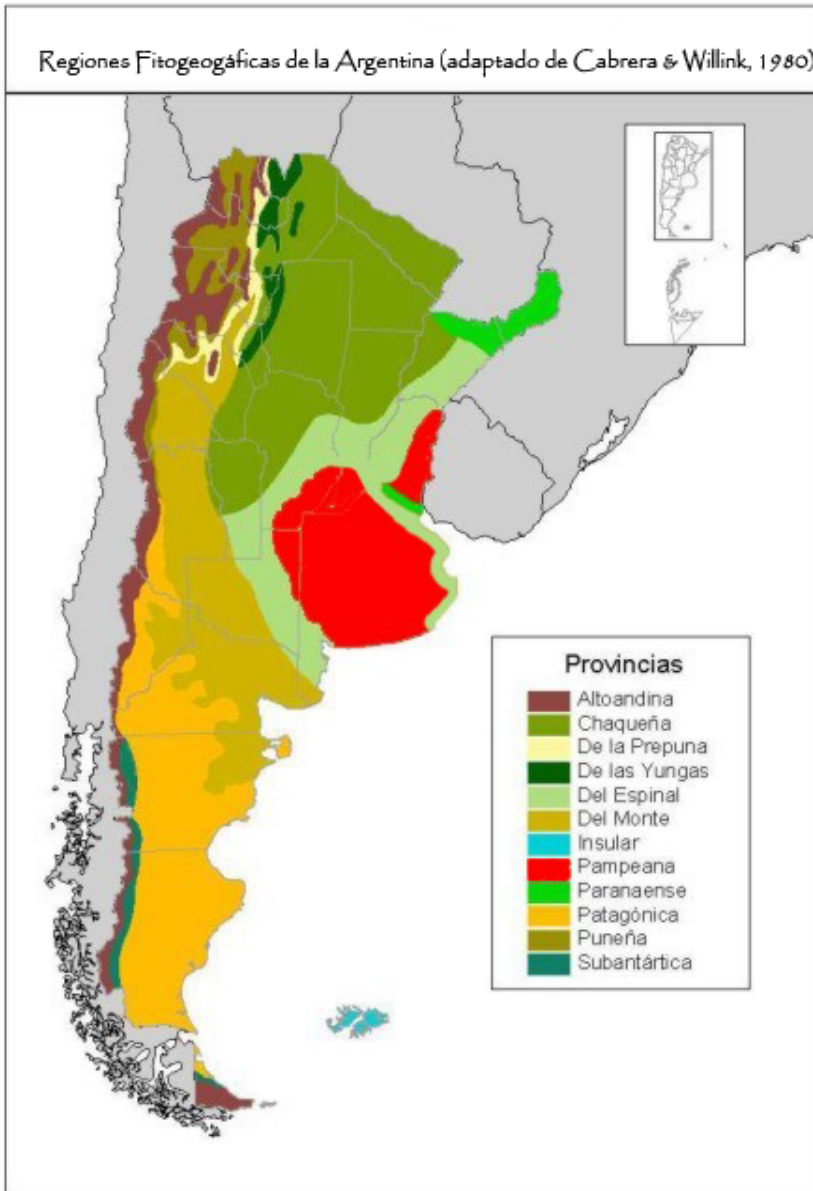 Regiones Fitogeogáficas de la Argentina (adaptado de Cabrera & Willink, 1980)
Provincias
Altoandina
Chaqueña
De la Prepuna
De las Yungas
Del Espinal
Del Monte
Insular
Pampeana
Paranaense
Patagónica
Puneña
Subantártica